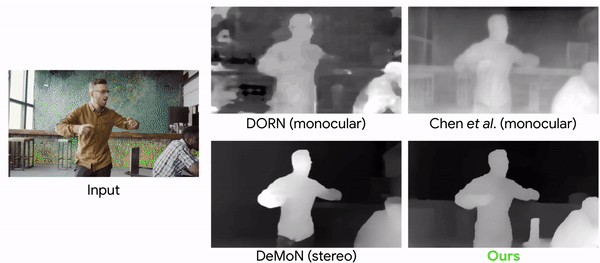 DORN (monocular)
Chen et al. (monocular)
Input
DeMoN (stereo)
Ours